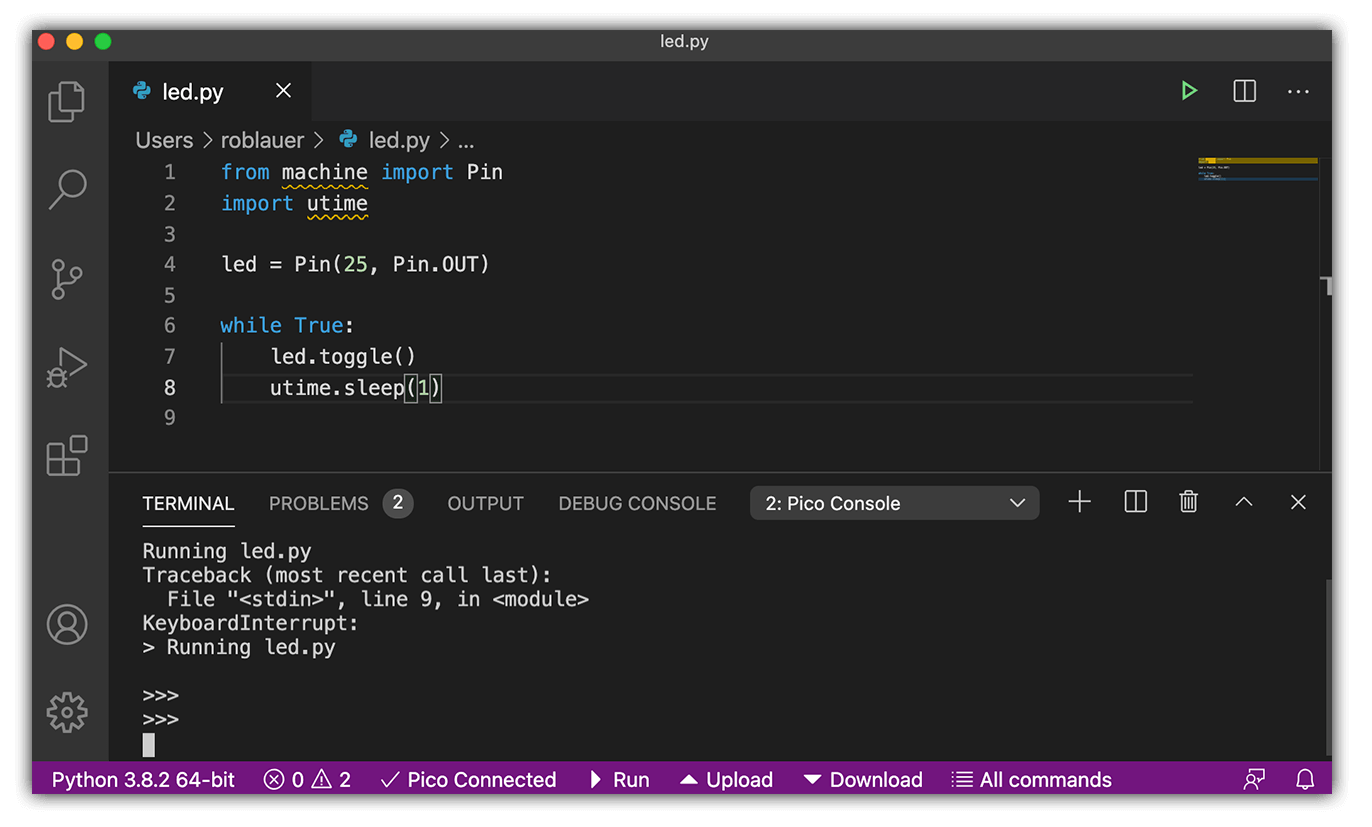 led.py
led.py
Users > roblauer > led.py > ...
1 from machine import Pin
2 import utime
3
4 led = Pin(25, Pin.OUT)
5
6 while True:
7     led.toggle()
8     utime.sleep(1)
9
TERMINAL PROBLEMS 2 OUTPUT DEBUG CONSOLE 2: Pico Console
Running led.py
Traceback (most recent call last):
  File "<stdin>", line 9, in <module>
KeyboardInterrupt:
> Running led.py
>>>
>>>
Python 3.8.2 64-bit 0 2 Pico Connected Run Upload Download All commands